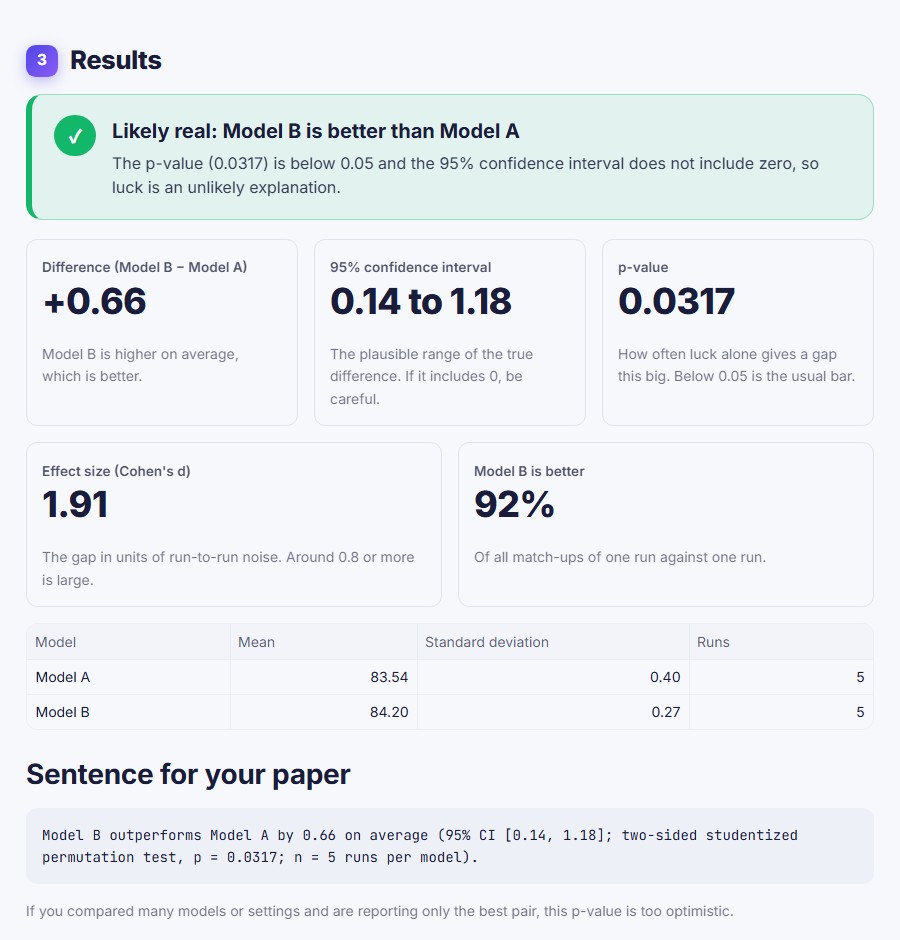 3 Results
Likely real: Model B is better than Model A
The p-value (0.0317) is below 0.05 and the 95% confidence interval does not include zero, so
luck is an unlikely explanation.
Difference (Model B − Model A)
+0.66
Model B is higher on average,
which is better.
95% confidence interval
0.14 to 1.18
The plausible range of the true
difference. If it includes 0, be
careful.
p-value
0.0317
How often luck alone gives a gap
this big. Below 0.05 is the usual bar.
Effect size (Cohen's d)
1.91
The gap in units of run-to-run noise. Around 0.8 or more
is large.
Model B is better
92%
Of all match-ups of one run against one run.
Model Mean Standard deviation Runs
Model A 83.54 0.40 5
Model B 84.20 0.27 5
Sentence for your paper
Model B outperforms Model A by 0.66 on average (95% CI [0.14, 1.18]; two-sided studentized
permutation test, p = 0.0317; n = 5 runs per model).
If you compared many models or settings and are reporting only the best pair, this p-value is too optimistic.